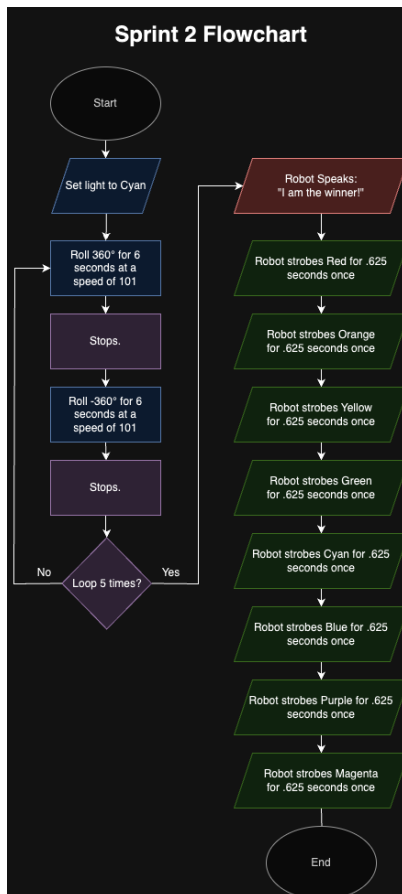 Sprint 2 Flowchart
Start
Set light to Cyan
Roll 360° for 6
seconds at a
speed of 101
Stops.
Roll -360° for 6
seconds at a
speed of 101
Stops.
Loop 5 times?
No
Yes
Robot Speaks:
"I am the winner!"
Robot strobes Red for .625
seconds once
Robot strobes Orange
for .625 seconds once
Robot strobes Yellow
for .625 seconds once
Robot strobes Green
for .625 seconds once
Robot strobes Cyan for .625
seconds once
Robot strobes Blue for .625
seconds once
Robot strobes Purple for .625
seconds once
Robot strobes Magenta
for .625 seconds once
End